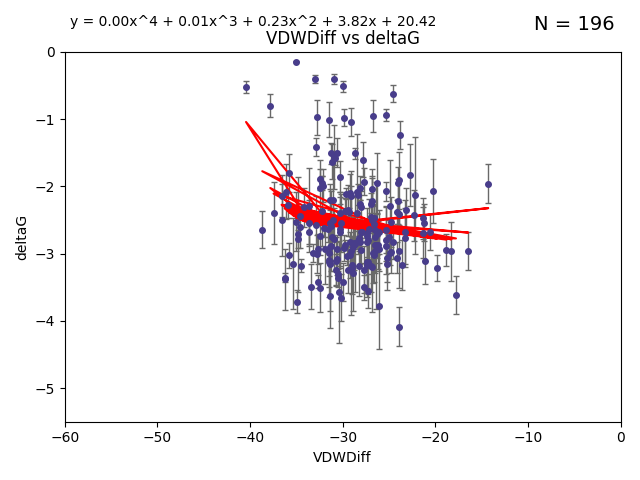 y = 0.00x^4 + 0.01x^3 + 0.23x^2 + 3.82x + 20.42
N = 196
VDWDiff vs deltaG
0
−1
−2
−3
−4
−5
deltaG
−60 −50 −40 −30 −20 −10 0
VDWDiff